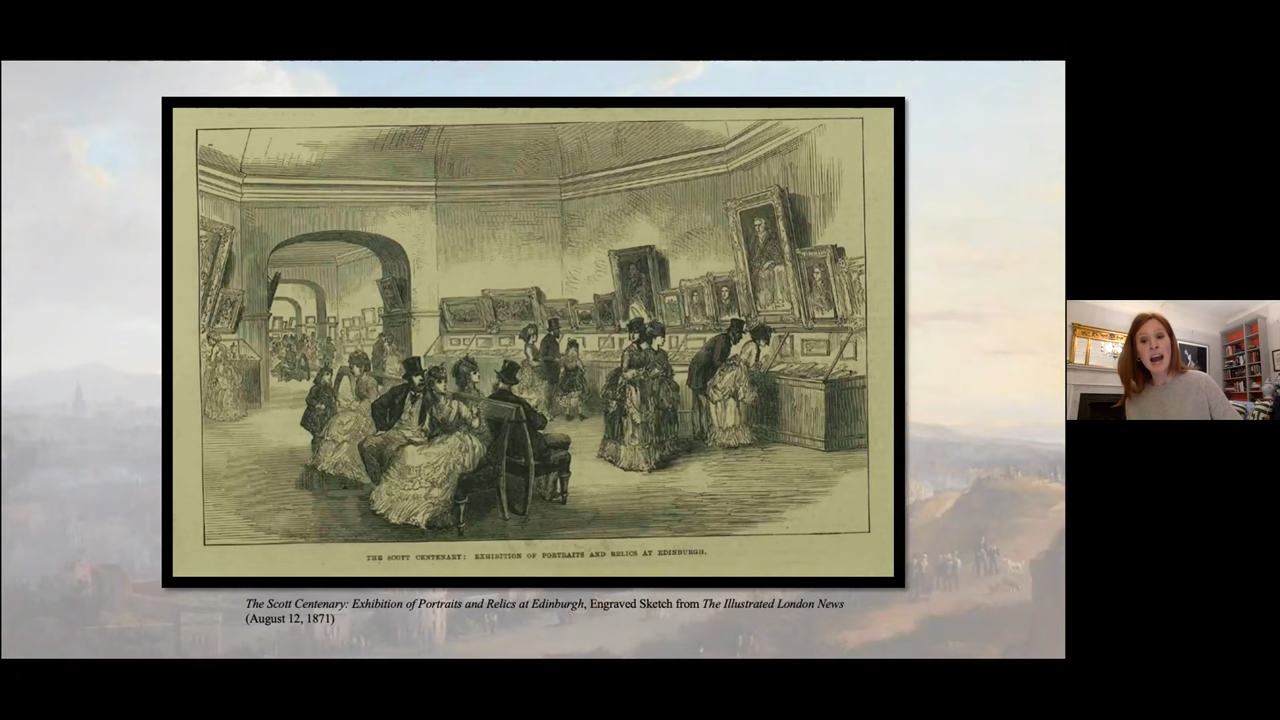 THE SCOTT CENTENARY: EXHIBITION OF PORTRAITS AND RELICS AT EDINBURGH.
The Scott Centenary: Exhibition of Portraits and Relics at Edinburgh, Engraved Sketch from The Illustrated London News
(August 12, 1871)